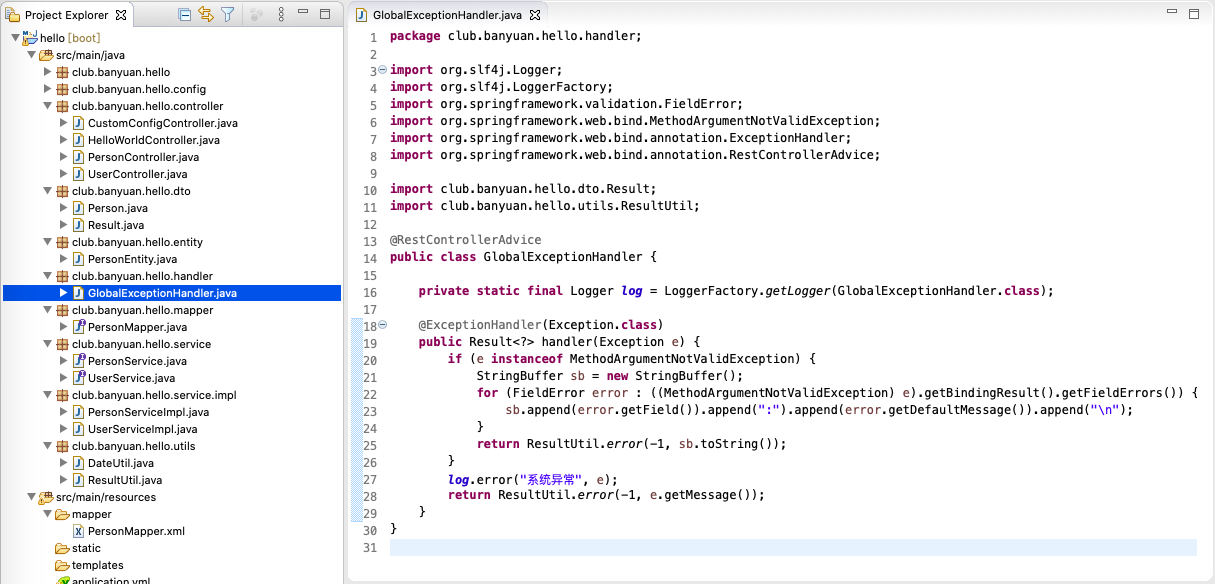 Project Explorer
hello [boot]
src/main/java
club.banyuan.hello
club.banyuan.hello.config
club.banyuan.hello.controller
CustomConfigController.java
HelloWorldController.java
PersonController.java
UserController.java
club.banyuan.hello.dto
Person.java
Result.java
club.banyuan.hello.entity
PersonEntity.java
club.banyuan.hello.handler
GlobalExceptionHandler.java
club.banyuan.hello.mapper
PersonMapper.java
club.banyuan.hello.service
PersonService.java
UserService.java
club.banyuan.hello.service.impl
PersonServiceImpl.java
UserServiceImpl.java
club.banyuan.hello.utils
DateUtil.java
ResultUtil.java
src/main/resources
mapper
PersonMapper.xml
static
templates
application.yml
GlobalExceptionHandler.java
1 package club.banyuan.hello.handler;
2
3 import org.slf4j.Logger;
4 import org.slf4j.LoggerFactory;
5 import org.springframework.validation.FieldError;
6 import org.springframework.web.bind.MethodArgumentNotValidException;
7 import org.springframework.web.bind.annotation.ExceptionHandler;
8 import org.springframework.web.bind.annotation.RestControllerAdvice;
9
10 import club.banyuan.hello.dto.Result;
11 import club.banyuan.hello.utils.ResultUtil;
12
13 @RestControllerAdvice
14 public class GlobalExceptionHandler {
15
16 private static final Logger log = LoggerFactory.getLogger(GlobalExceptionHandler.class);
17
18 @ExceptionHandler(Exception.class)
19 public Result<?> handler(Exception e) {
20 if (e instanceof MethodArgumentNotValidException) {
21 StringBuffer sb = new StringBuffer();
22 for (FieldError error : ((MethodArgumentNotValidException) e).getBindingResult().getFieldErrors()) {
23 sb.append(error.getField()).append(":").append(error.getDefaultMessage()).append("\n");
24 }
25 return ResultUtil.error(-1, sb.toString());
26 }
27 log.error("系统异常", e);
28 return ResultUtil.error(-1, e.getMessage());
29 }
30 }
31